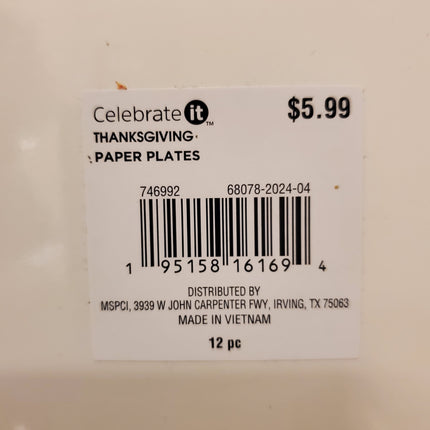 Celebrate it™ $5.99
THANKSGIVING
PAPER PLATES
746992 68078-2024-04
1 95158 16169 4
DISTRIBUTED BY
MSPCI, 3939 W JOHN CARPENTER FWY, IRVING, TX 75063
MADE IN VIETNAM
12 pc